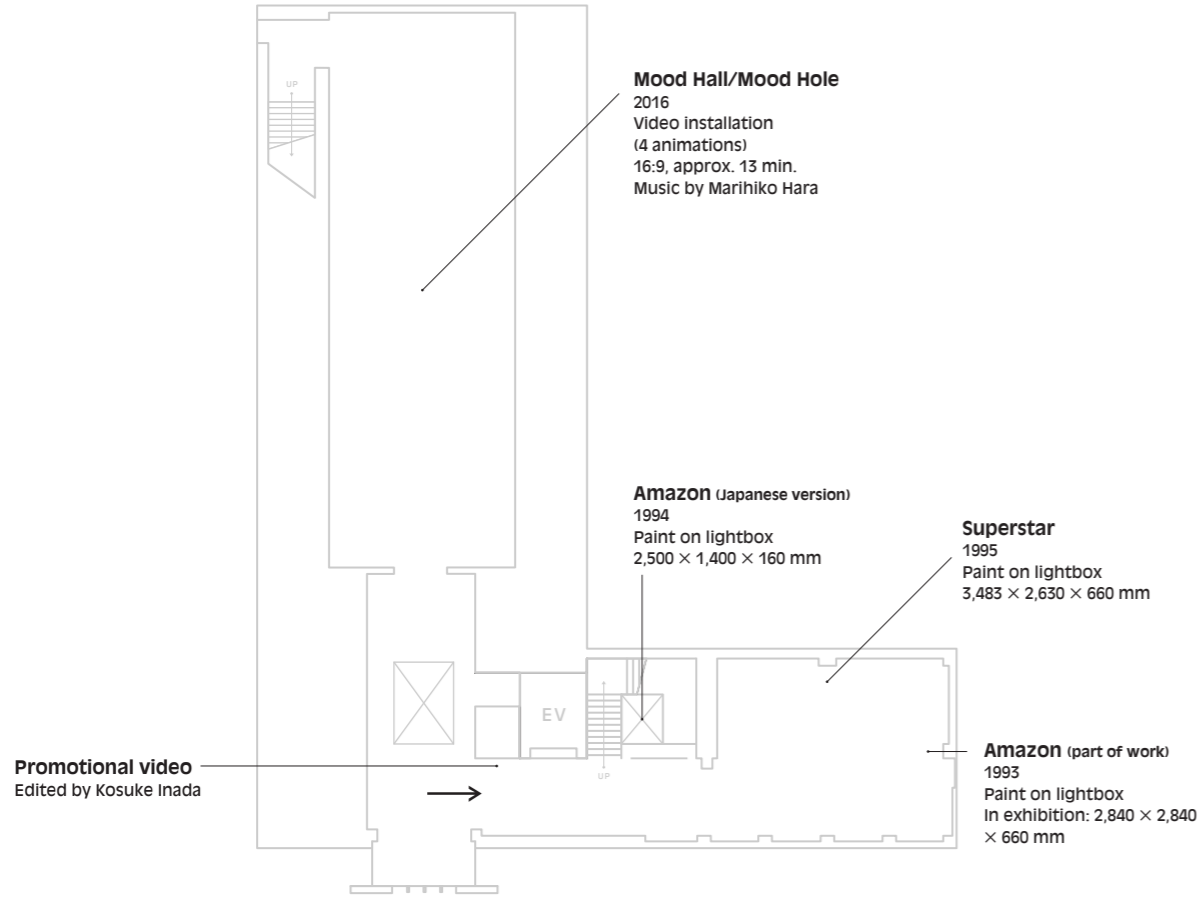 UP
Mood Hall/Mood Hole
2016
Video installation
(4 animations)
16:9, approx. 13 min.
Music by Marihiko Hara
Amazon (Japanese version)
1994
Paint on lightbox
2,500 × 1,400 × 160 mm
Superstar
1995
Paint on lightbox
3,483 × 2,630 × 660 mm
EV
UP
Amazon (part of work)
1993
Paint on lightbox
In exhibition: 2,840 × 2,840
× 660 mm
Promotional video
Edited by Kosuke Inada